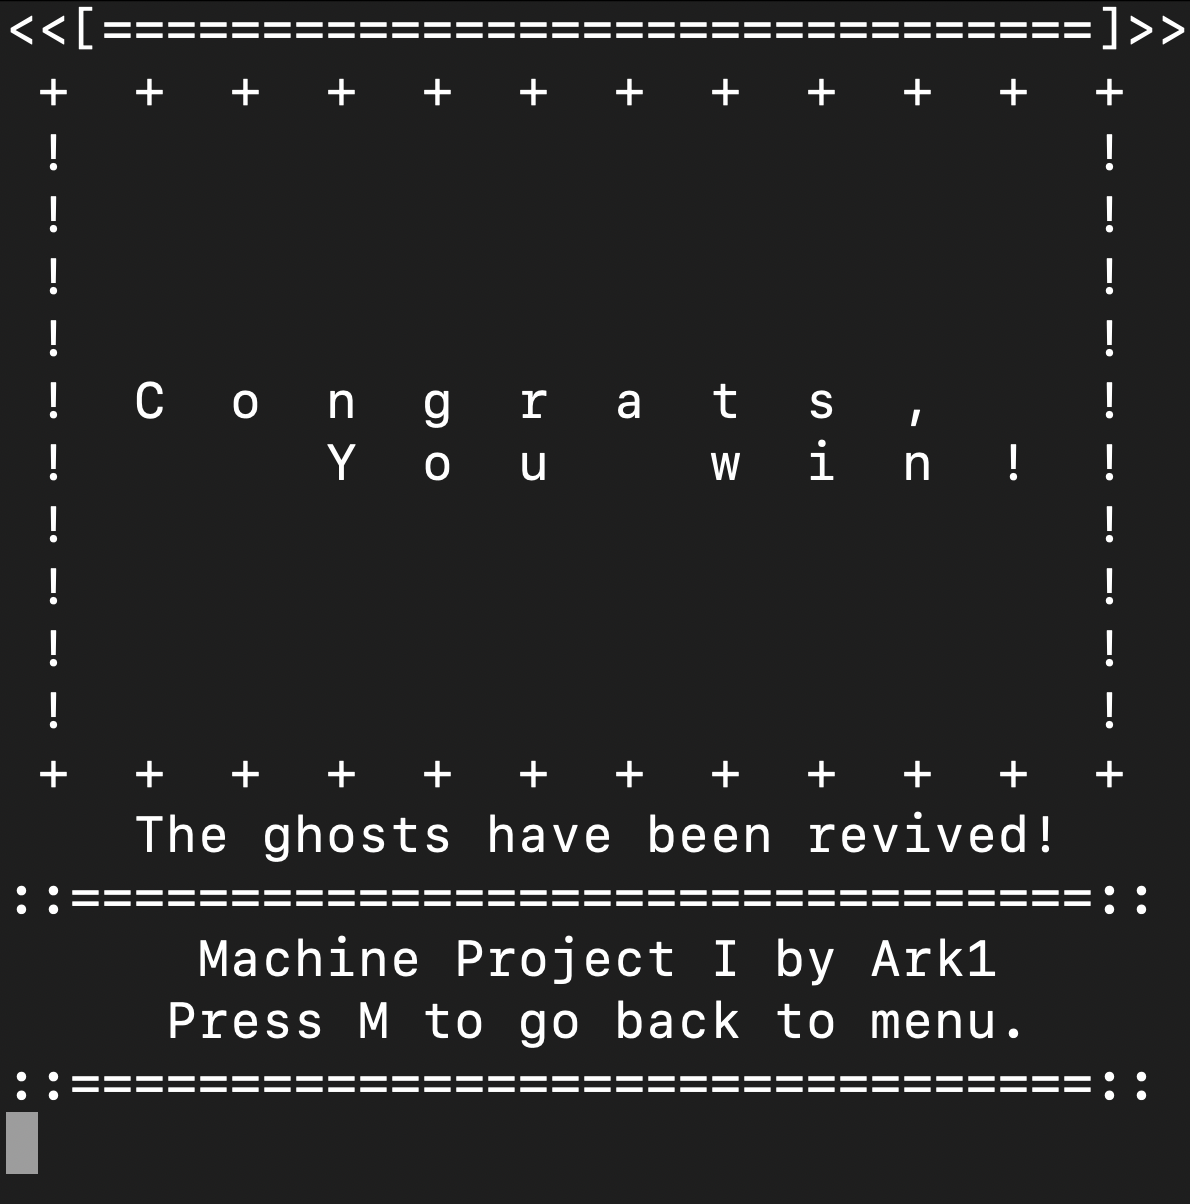 <<[===============================]>>
 +  +  +  +  +  +  +  +  +  +  +  +
 !                                !
 !                                !
 !                                !
 !                                !
 !  C  o  n  g  r  a  t  s  ,     !
 !        Y  o  u     w  i  n  !  !
 !                                !
 !                                !
 !                                !
 !                                !
 +  +  +  +  +  +  +  +  +  +  +  +
    The ghosts have been revived!
::================================::
      Machine Project I by Ark1
     Press M to go back to menu.
::================================::